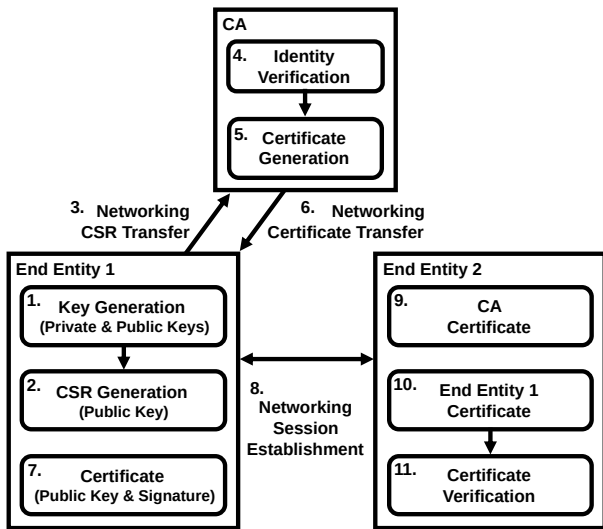 CA
4. Identity
Verification
5. Certificate
Generation
3. Networking
CSR Transfer
6. Networking
Certificate Transfer
End Entity 1
1. Key Generation
(Private & Public Keys)
2. CSR Generation
(Public Key)
7. Certificate
(Public Key & Signature)
8.
Networking
Session
Establishment
End Entity 2
9. CA
Certificate
10. End Entity 1
Certificate
11. Certificate
Verification